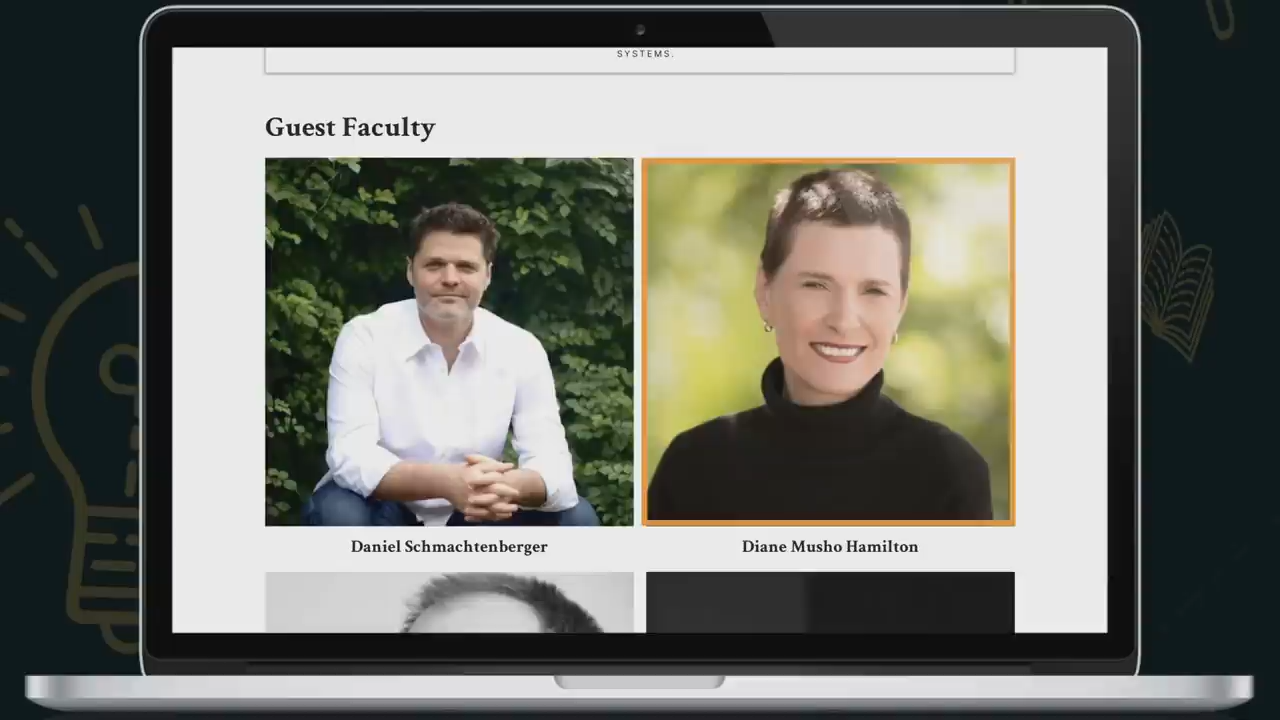 SYSTEMS.
Guest Faculty
Daniel Schmachtenberger
Diane Musho Hamilton